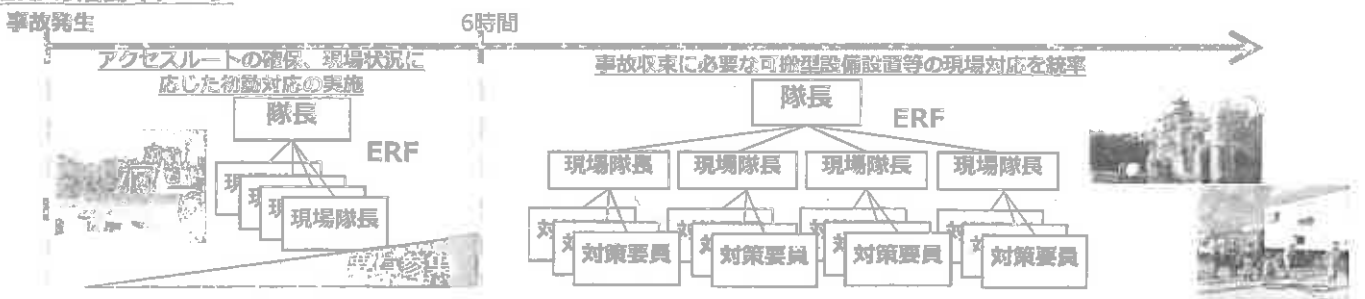 事故発生
6時間
アクセスルートの確保、現場状況に
応じた初動対応の実施
隊長
ERF
現場隊長
事故収束に必要な可搬型設備設置等の現場対応を統率
隊長
ERF
現場隊長 現場隊長 現場隊長 現場隊長
対策要員 対策要員 対策要員 対策要員